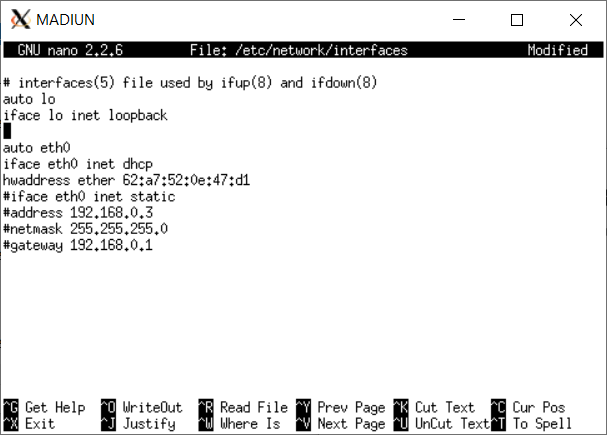 MADIUN
GNU nano 2.2.6 File: /etc/network/interfaces Modified
# interfaces(5) file used by ifup(8) and ifdown(8)
auto lo
iface lo inet loopback
auto eth0
iface eth0 inet dhcp
hwaddress ether 62:a7:52:0e:47:d1
#iface eth0 inet static
#address 192.168.0.3
#netmask 255.255.255.0
#gateway 192.168.0.1
^G Get Help ^O WriteOut ^R Read File ^Y Prev Page ^K Cut Text ^C Cur Pos
^X Exit ^J Justify ^W Where Is ^V Next Page ^U UnCut Text ^T To Spell